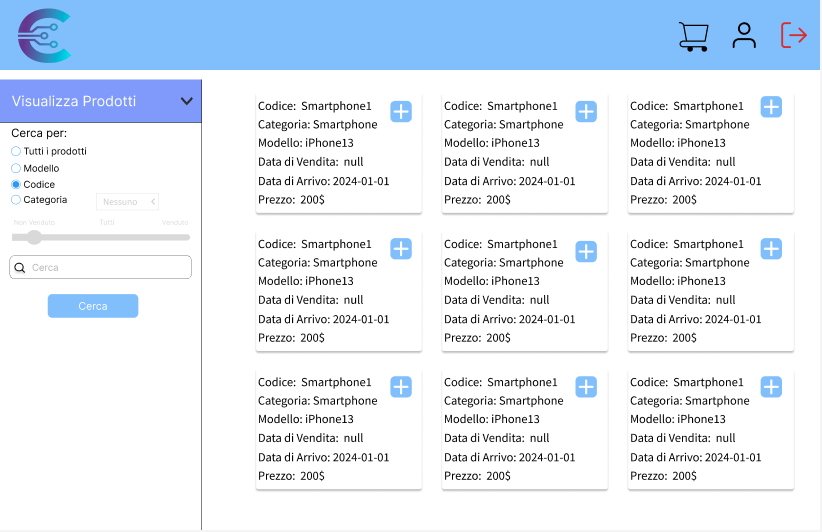 Visualizza Prodotti
Cerca per:
Tutti i prodotti
Modello
Codice
Categoria
Nessuno
Non Venduto Tutti Venduto
Cerca
Cerca
Codice: Smartphone1
Categoria: Smartphone
Modello: iPhone13
Data di Vendita: null
Data di Arrivo: 2024-01-01
Prezzo: 200$
Codice: Smartphone1
Categoria: Smartphone
Modello: iPhone13
Data di Vendita: null
Data di Arrivo: 2024-01-01
Prezzo: 200$
Codice: Smartphone1
Categoria: Smartphone
Modello: iPhone13
Data di Vendita: null
Data di Arrivo: 2024-01-01
Prezzo: 200$
Codice: Smartphone1
Categoria: Smartphone
Modello: iPhone13
Data di Vendita: null
Data di Arrivo: 2024-01-01
Prezzo: 200$
Codice: Smartphone1
Categoria: Smartphone
Modello: iPhone13
Data di Vendita: null
Data di Arrivo: 2024-01-01
Prezzo: 200$
Codice: Smartphone1
Categoria: Smartphone
Modello: iPhone13
Data di Vendita: null
Data di Arrivo: 2024-01-01
Prezzo: 200$
Codice: Smartphone1
Categoria: Smartphone
Modello: iPhone13
Data di Vendita: null
Data di Arrivo: 2024-01-01
Prezzo: 200$
Codice: Smartphone1
Categoria: Smartphone
Modello: iPhone13
Data di Vendita: null
Data di Arrivo: 2024-01-01
Prezzo: 200$
Codice: Smartphone1
Categoria: Smartphone
Modello: iPhone13
Data di Vendita: null
Data di Arrivo: 2024-01-01
Prezzo: 200$